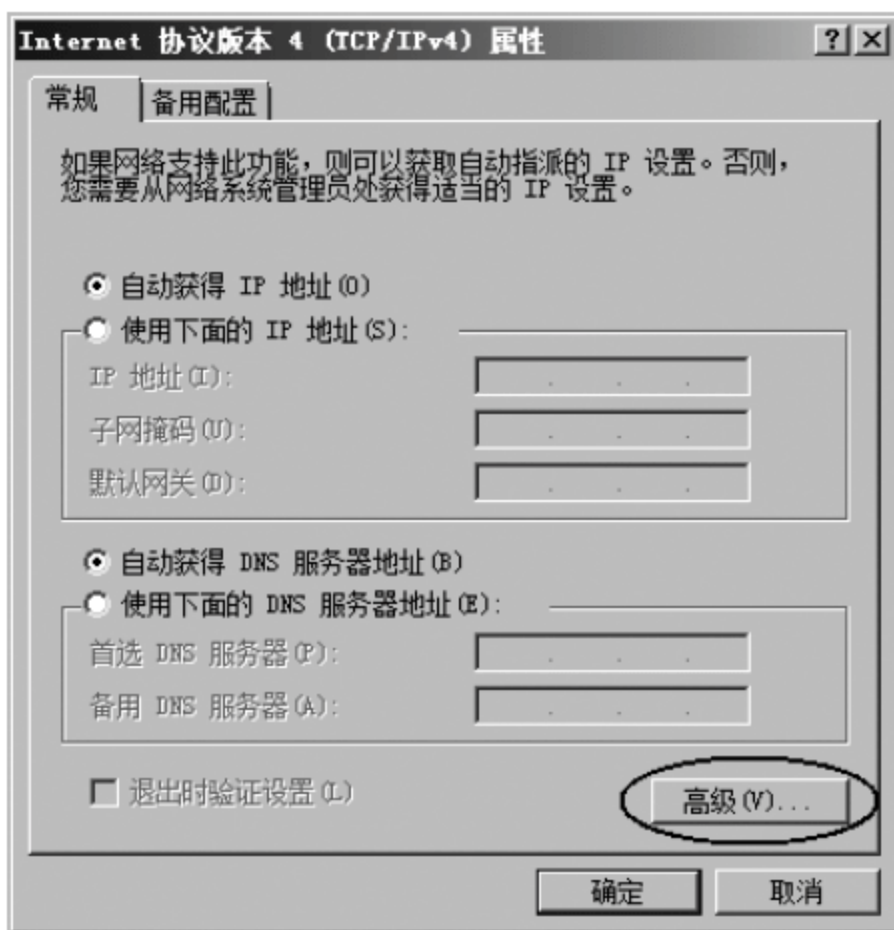 Internet 协议版本 4 (TCP/IPv4) 属性
常规
备用配置
如果网络支持此功能，则可以获取自动指派的 IP 设置。否则，
您需要从网络系统管理员处获得适当的 IP 设置。
自动获得 IP 地址(O)
使用下面的 IP 地址(S):
IP 地址(I):
子网掩码(U):
默认网关(D):
自动获得 DNS 服务器地址(B)
使用下面的 DNS 服务器地址(E):
首选 DNS 服务器(P):
备用 DNS 服务器(A):
退出时验证设置(L)
高级(V)...
确定
取消